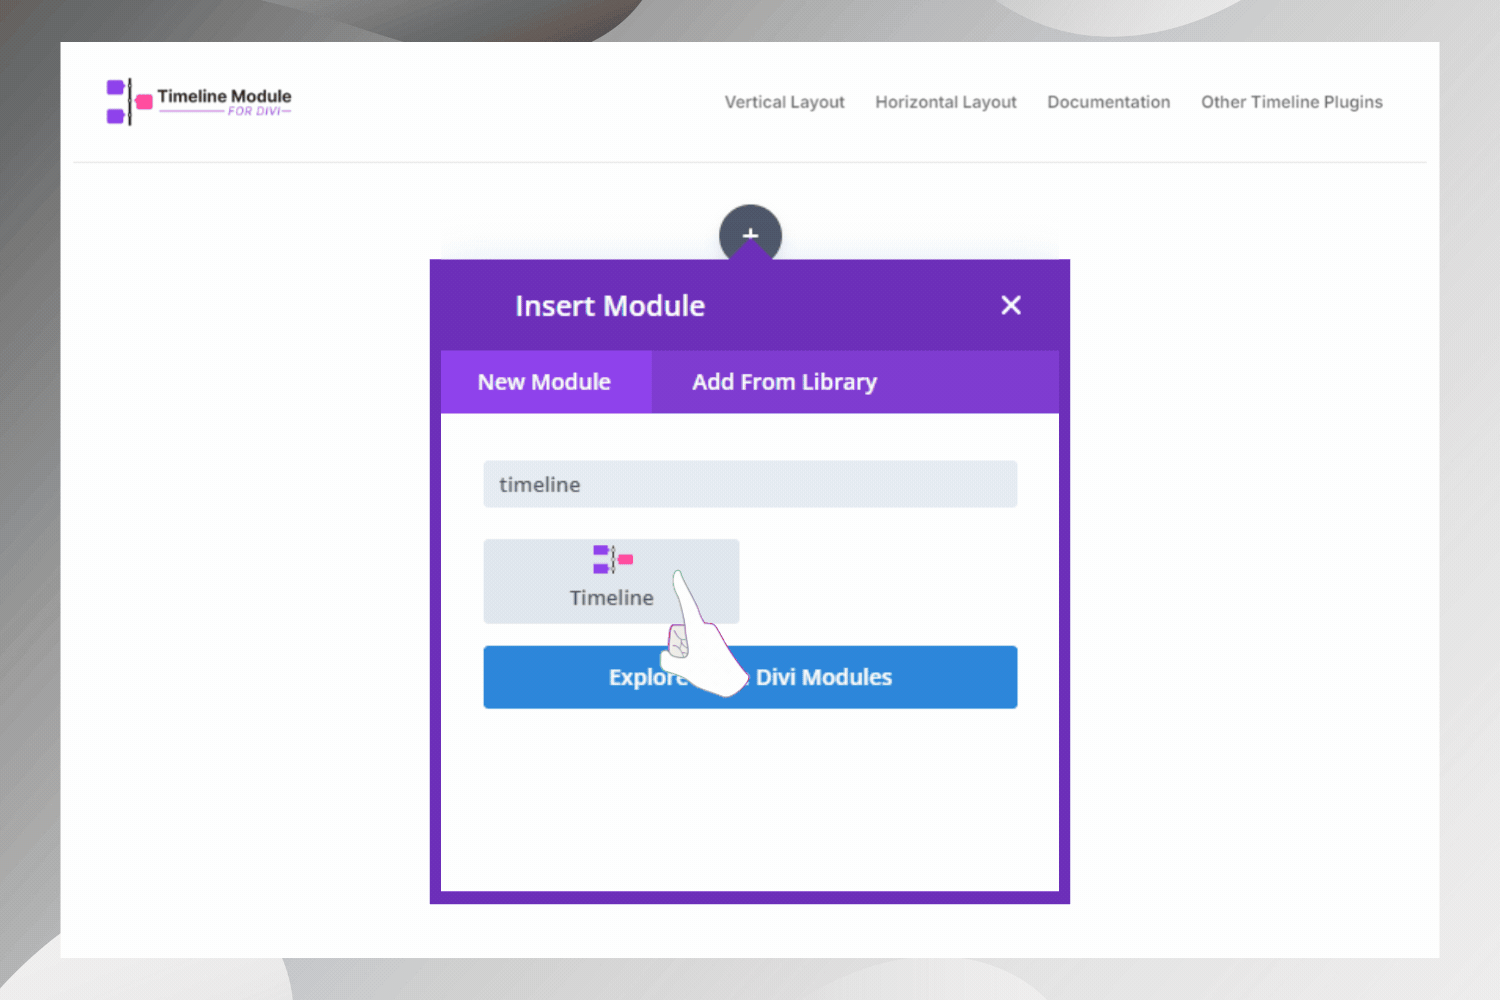 Timeline Module
FOR DIVI
Vertical Layout
Horizontal Layout
Documentation
Other Timeline Plugins
+
Insert Module
New Module
Add From Library
timeline
Timeline
Explore Divi Modules